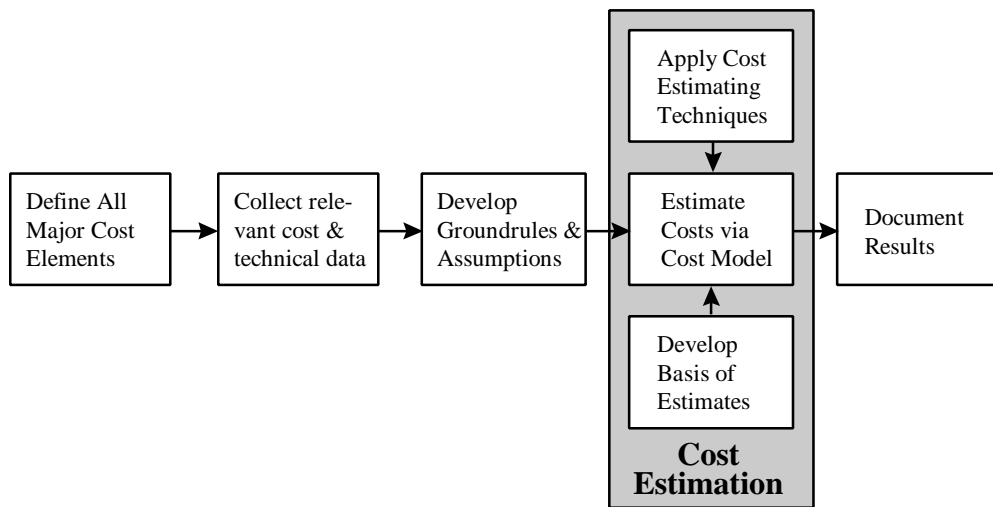 Define All
Major Cost
Elements
Collect rele-
vant cost &
technical data
Develop
Groundrules &
Assumptions
Apply Cost
Estimating
Techniques
Estimate
Costs via
Cost Model
Develop
Basis of
Estimates
Cost
Estimation
Document
Results